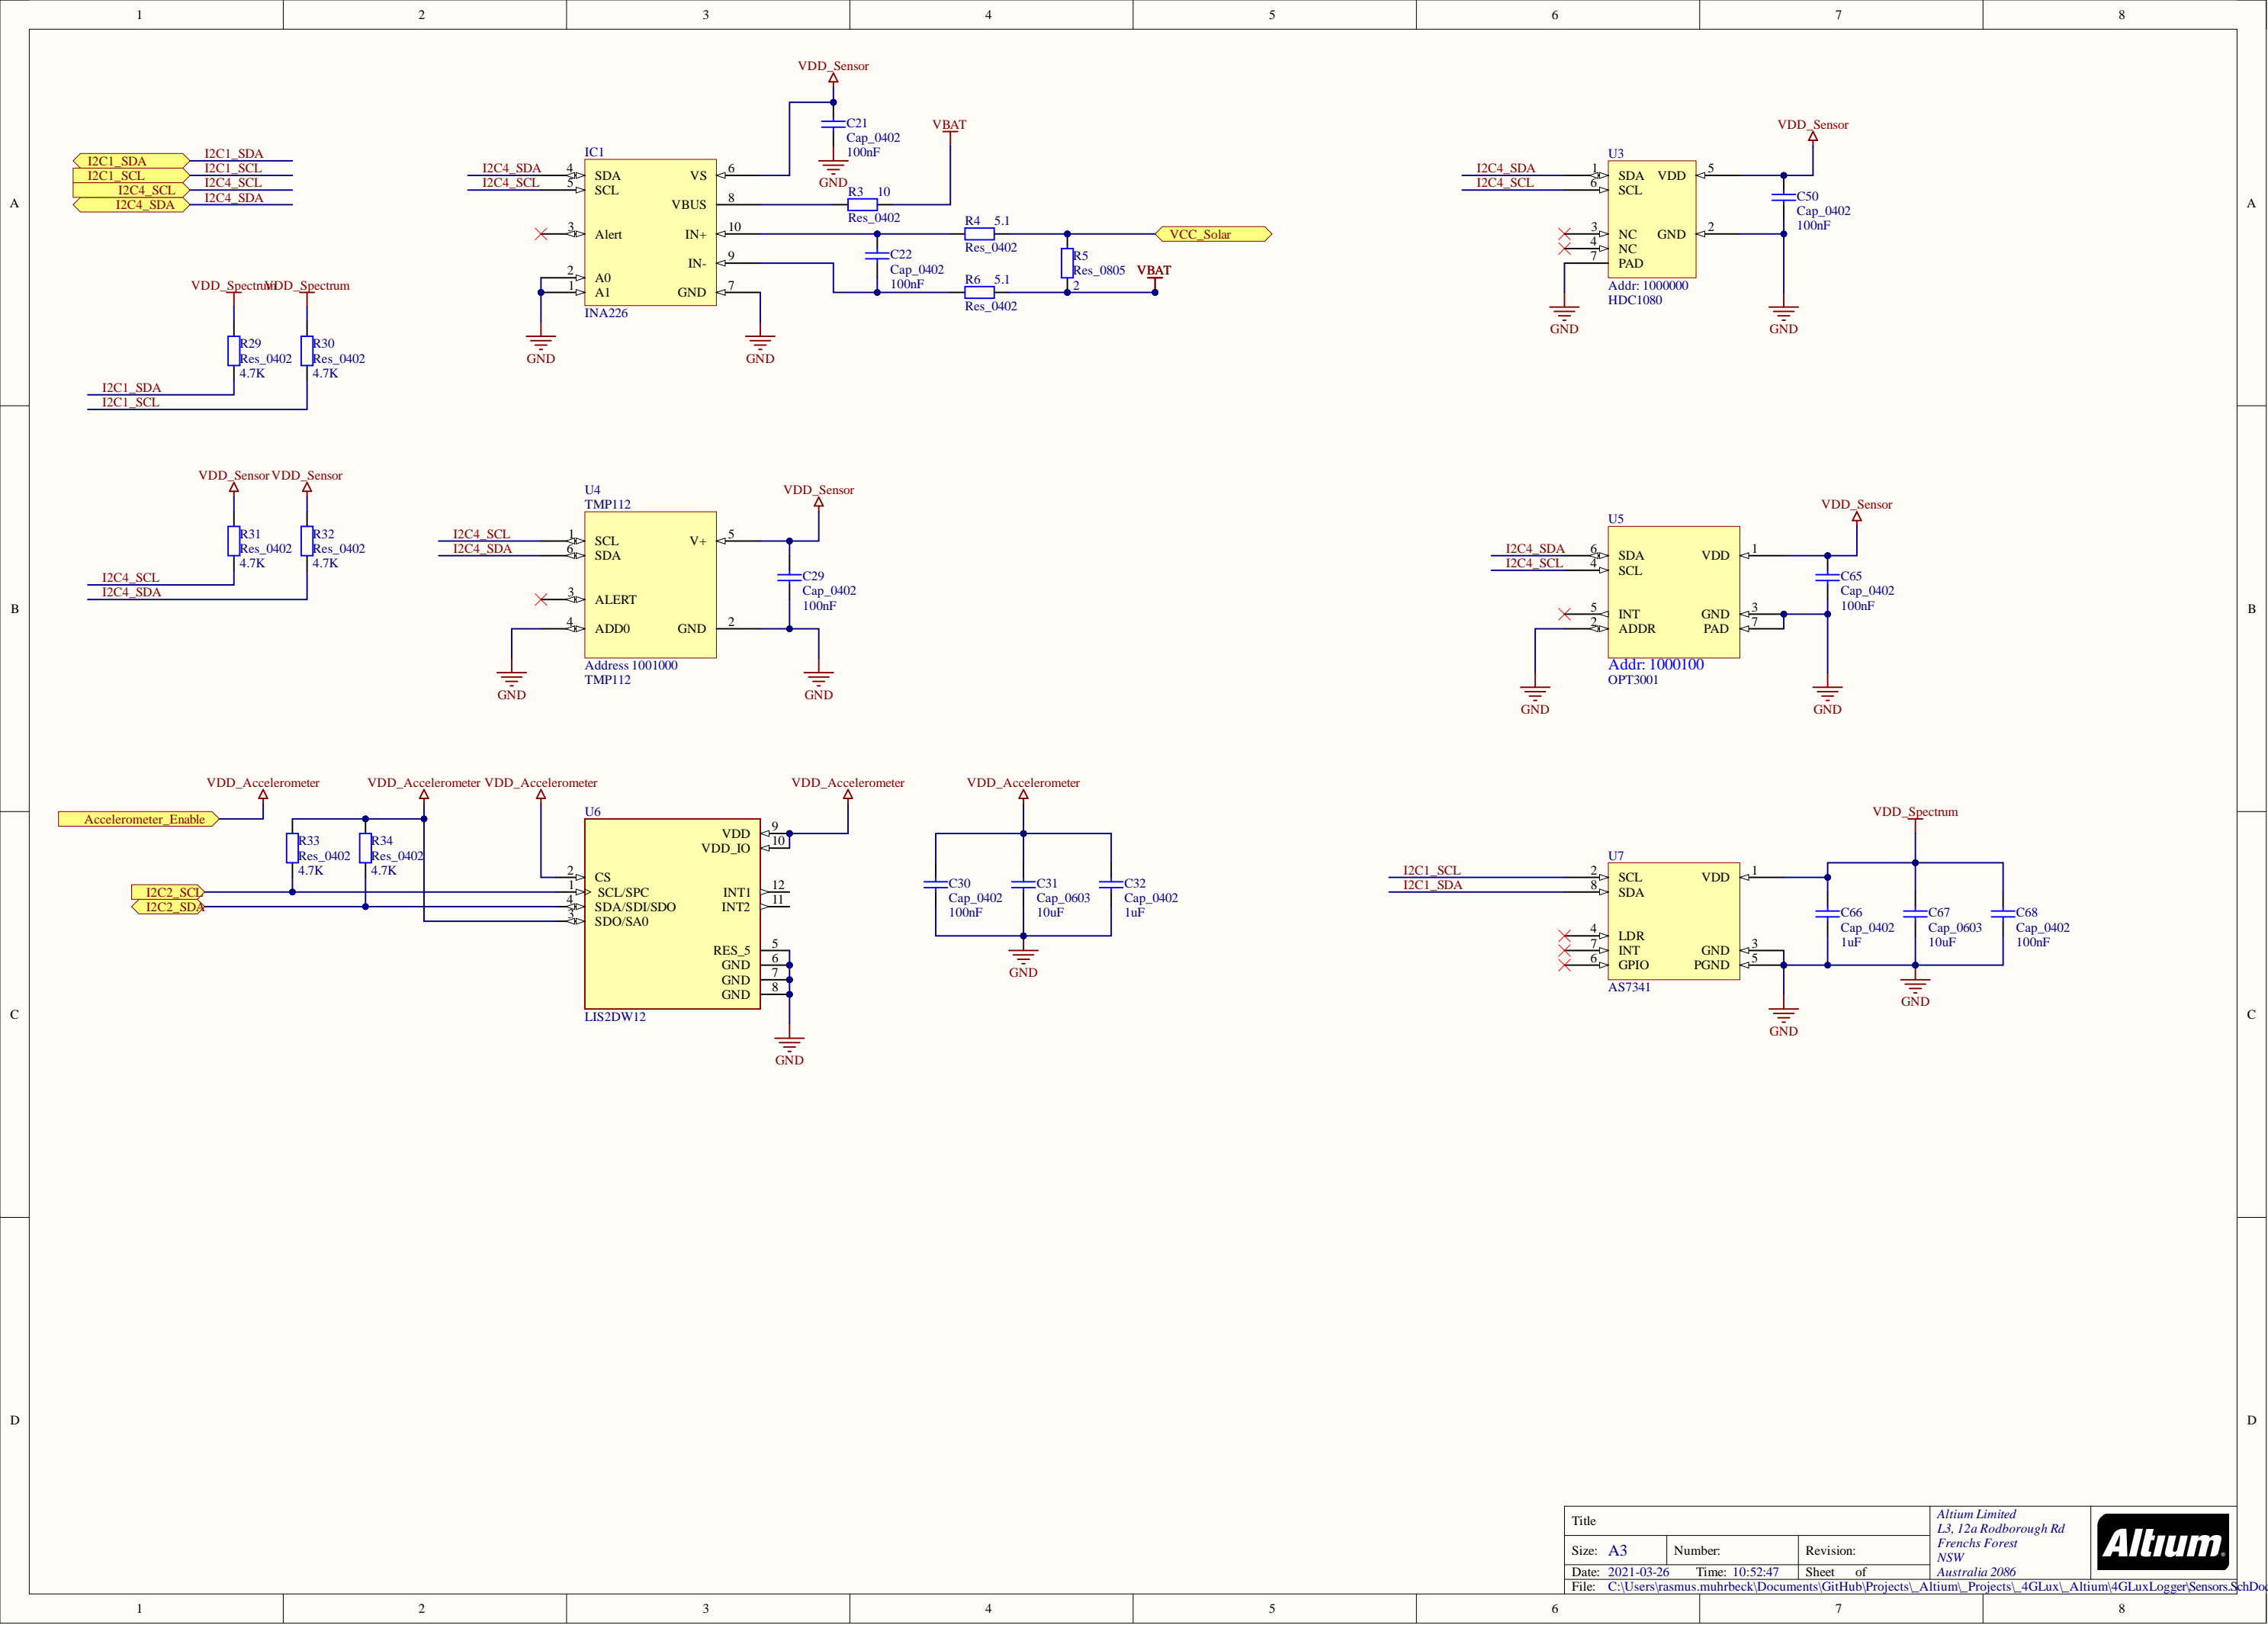 1 2 3 4 5 6 7 8
A
A
I2C1_SDA I2C1_SDA
I2C1_SCL I2C1_SCL
I2C4_SCL I2C4_SCL
I2C4_SDA I2C4_SDA
VDD_Spectrum VDD_Spectrum
R29
Res_0402
4.7K
R30
Res_0402
4.7K
I2C1_SDA
I2C1_SCL
VDD_Sensor
C21
Cap_0402
100nF
GND
VBAT
IC1
I2C4_SDA 4 SDA VS 6
I2C4_SCL 5 SCL
VBUS 8
R3 10
Res_0402
3 Alert IN+ 10
R4 5.1
Res_0402
VCC_Solar
C22
Cap_0402
100nF
R5
Res_0805
2
VBAT
IN- 9
2 A0
1 A1 GND 7
R6 5.1
Res_0402
INA226
GND
GND
VDD_Sensor
U3
I2C4_SDA 1 SDA VDD 5
I2C4_SCL 6 SCL
C50
Cap_0402
100nF
3 NC GND 2
4 NC
7 PAD
Addr: 1000000
HDC1080
GND
GND
B
B
VDD_Sensor VDD_Sensor
R31
Res_0402
4.7K
R32
Res_0402
4.7K
I2C4_SCL
I2C4_SDA
U4
TMP112
VDD_Sensor
I2C4_SCL 1 SCL V+ 5
I2C4_SDA 6 SDA
C29
Cap_0402
100nF
3 ALERT
4 ADD0 GND 2
Address 1001000
TMP112
GND
GND
VDD_Sensor
U5
I2C4_SDA 6 SDA VDD 1
I2C4_SCL 4 SCL
C65
Cap_0402
100nF
5 INT GND 3
2 ADDR PAD 7
Addr: 1000100
OPT3001
GND
GND
VDD_Accelerometer VDD_Accelerometer VDD_Accelerometer VDD_Accelerometer VDD_Accelerometer
Accelerometer_Enable
R33
Res_0402
4.7K
R34
Res_0402
4.7K
I2C2_SCL
I2C2_SDA
U6
VDD 9
VDD_IO 10
2 CS
1 SCL/SPC INT1 12
4 SDA/SDI/SDO INT2 11
3 SDO/SA0
RES_5 5
GND 6
GND 7
GND 8
LIS2DW12
GND
C30
Cap_0402
100nF
C31
Cap_0603
10uF
C32
Cap_0402
1uF
GND
VDD_Spectrum
U7
I2C1_SCL 2 SCL VDD 1
I2C1_SDA 8 SDA
4 LDR
7 INT GND 3
6 GPIO PGND 5
AS7341
C66
Cap_0402
1uF
C67
Cap_0603
10uF
C68
Cap_0402
100nF
GND
GND
C
C
D
D
Title
Size: A3 Number: Revision:
Date: 2021-03-26 Time: 10:52:47 Sheet of
File: C:\Users\rasmus.muhrbeck\Documents\GitHub\Projects\_Altium\_Projects\_4GLux\_Altium\4GLuxLogger\Sensors.SchDoc
Altium Limited
L3, 12a Rodborough Rd
Frenchs Forest
NSW
Australia 2086
Altium
1 2 3 4 5 6 7 8